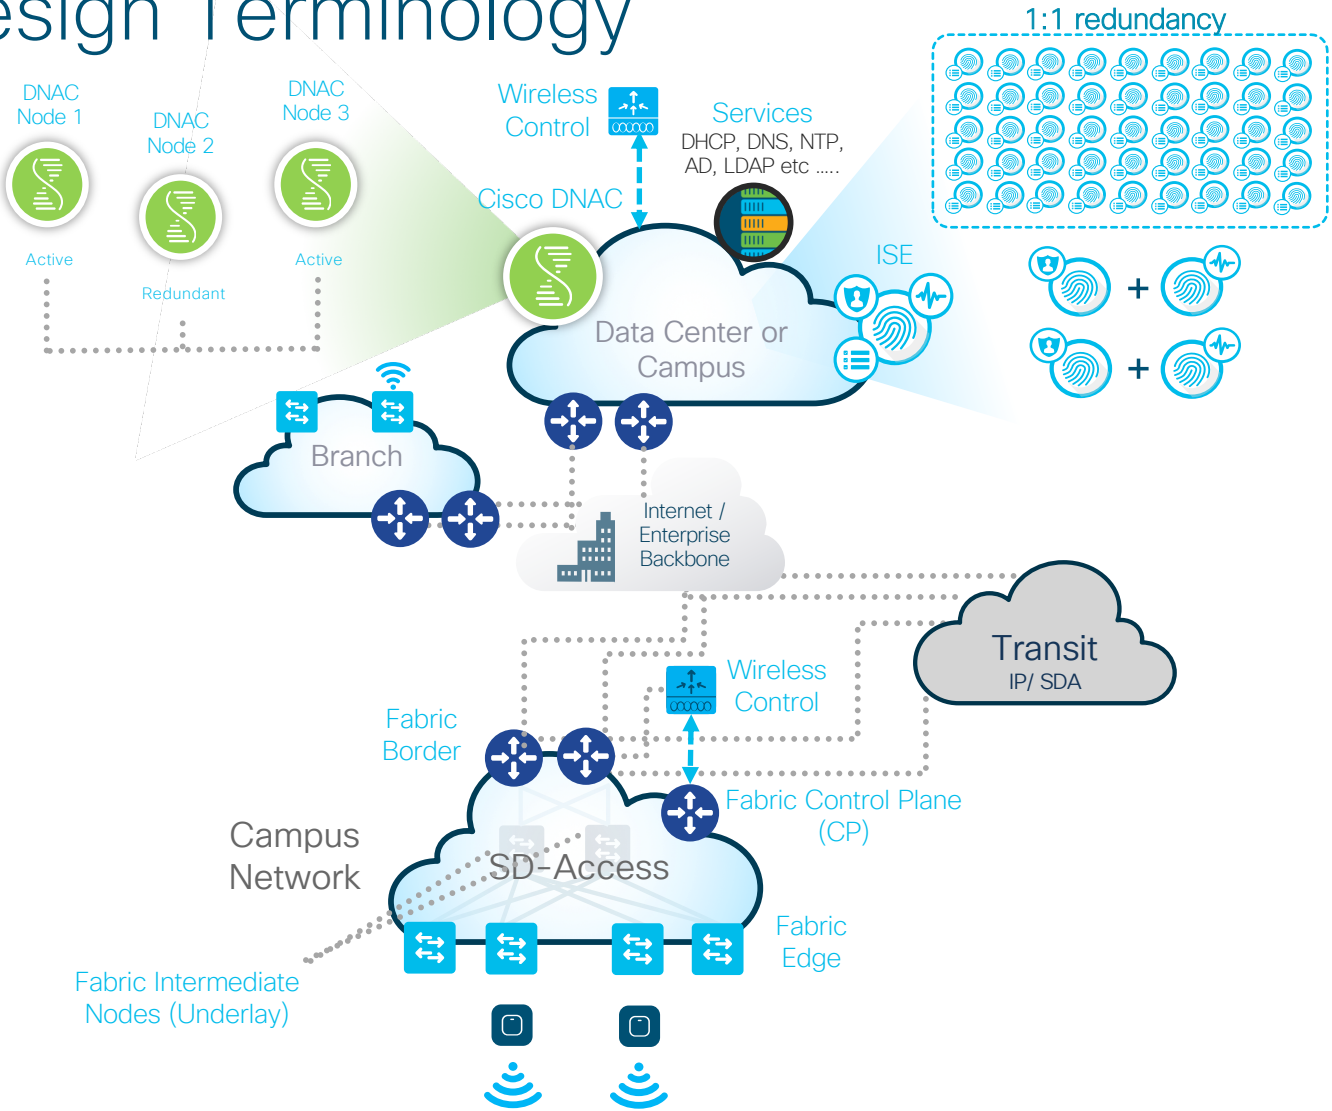 esign Terminology
1:1 redundancy
DNAC
Node 1
DNAC
Node 2
DNAC
Node 3
Active
Redundant
Active
Wireless
Control
Services
DHCP, DNS, NTP,
AD, LDAP etc .....
Cisco DNAC
ISE
+
+
Data Center or
Campus
Branch
Internet /
Enterprise
Backbone
Transit
IP/ SDA
Wireless
Control
Fabric
Border
Fabric Control Plane
(CP)
Campus
Network
SD-Access
Fabric
Edge
Fabric Intermediate
Nodes (Underlay)